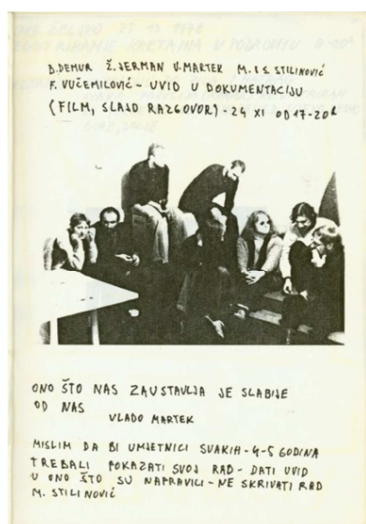 B. DEMUR Ž. JERMAN V. MARTEK M. I S. STILINOVIĆ
F. VUČEMILOVIĆ - UVID U DOKUMENTACIJU
(FILM, SLAJD RAZGOVOR) - 24 XI OD 17-20h
ONO ŠTO NAS ZAUSTAVLJA JE SLABIJE
OD NAS
VLADO MARTEK
MISLIM DA BI UMJETNICI SVAKIH - 4-5 GODINA
TREBALI POKAZATI SVOJ RAD - DATI UVID
U ONO ŠTO SU NAPRAVILI - NE SKRIVATI RAD
M. STILINOVIĆ